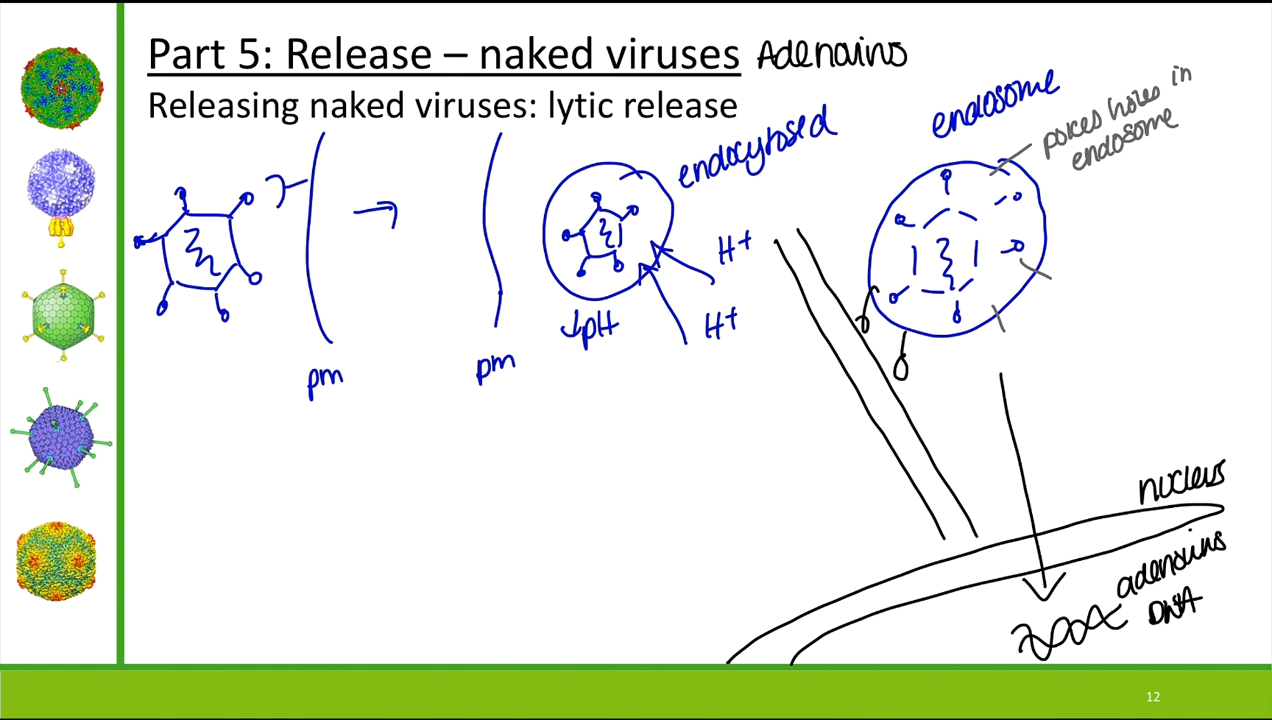 Part 5: Release – naked viruses Adenovirus
Releasing naked viruses: lytic release
endocytosed
endosome
pokes holes in
endosome
H+
H+
↓pH
pm
pm
nucleus
adenovirus
DNA
12